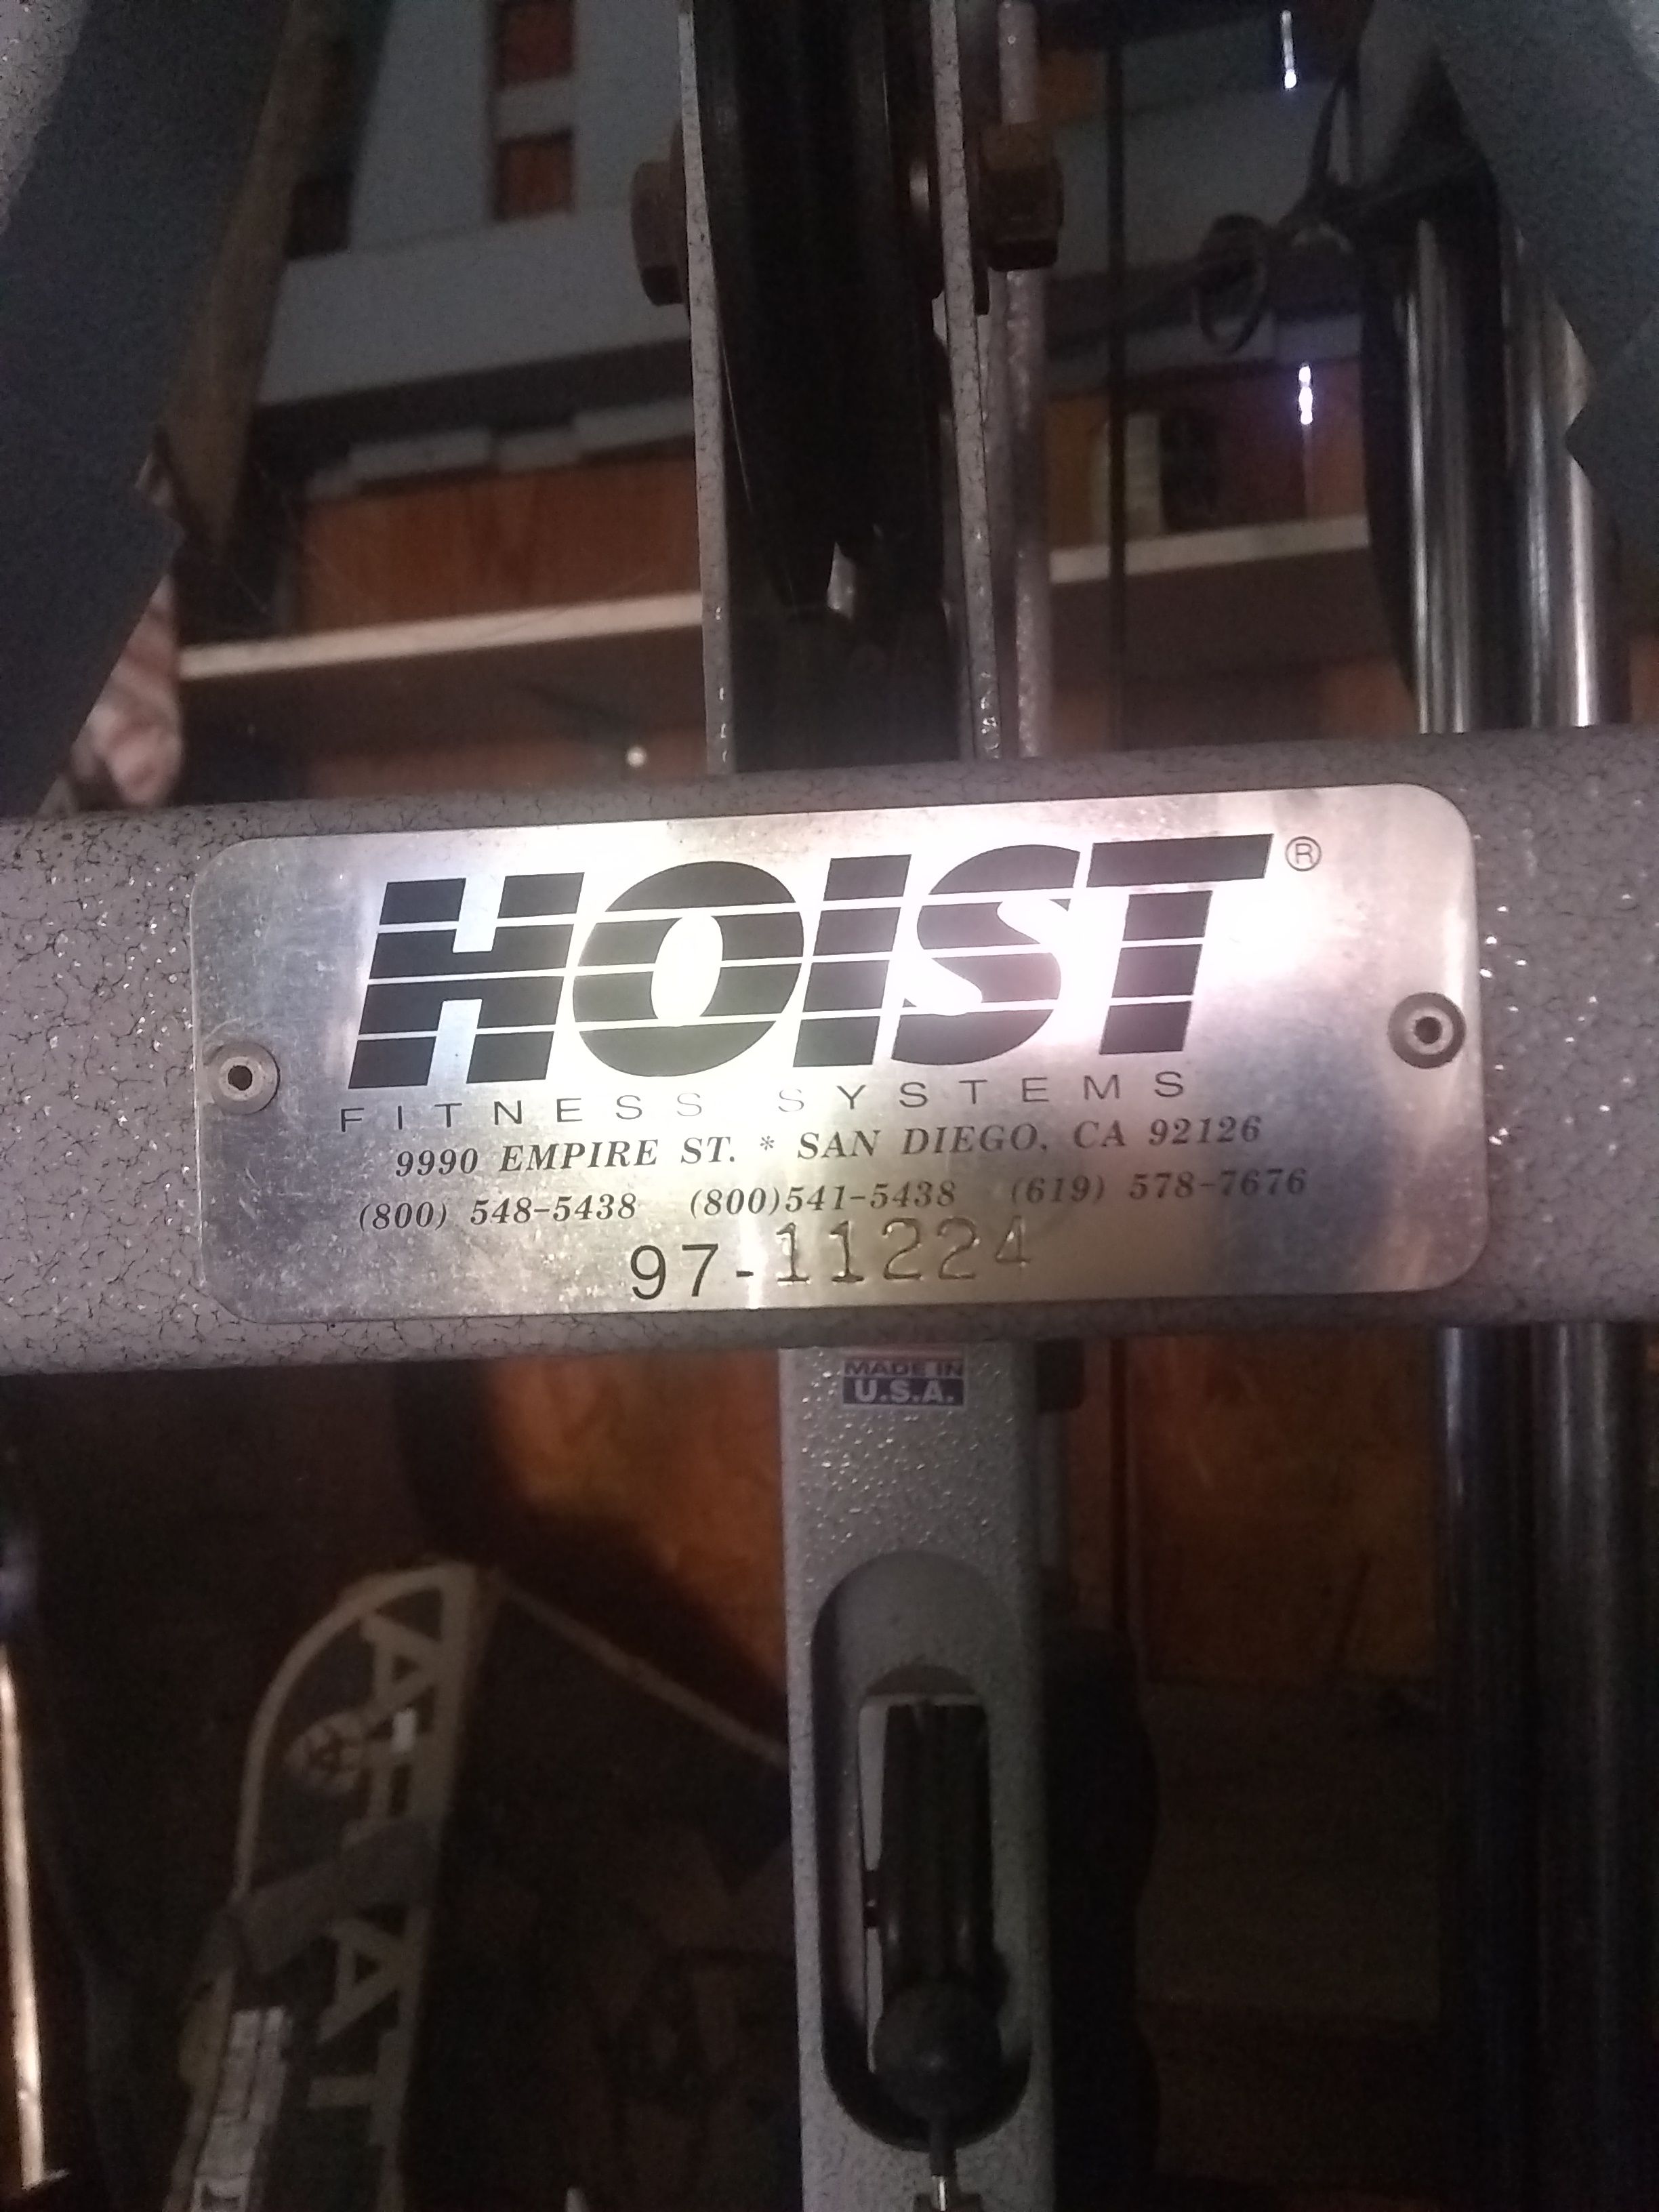 HOIST®
FITNESS SYSTEMS
9990 EMPIRE ST. * SAN DIEGO, CA 92126
(800) 548-5438 (800)541-5438 (619) 578-7676
97-11224
MADE IN
U.S.A.